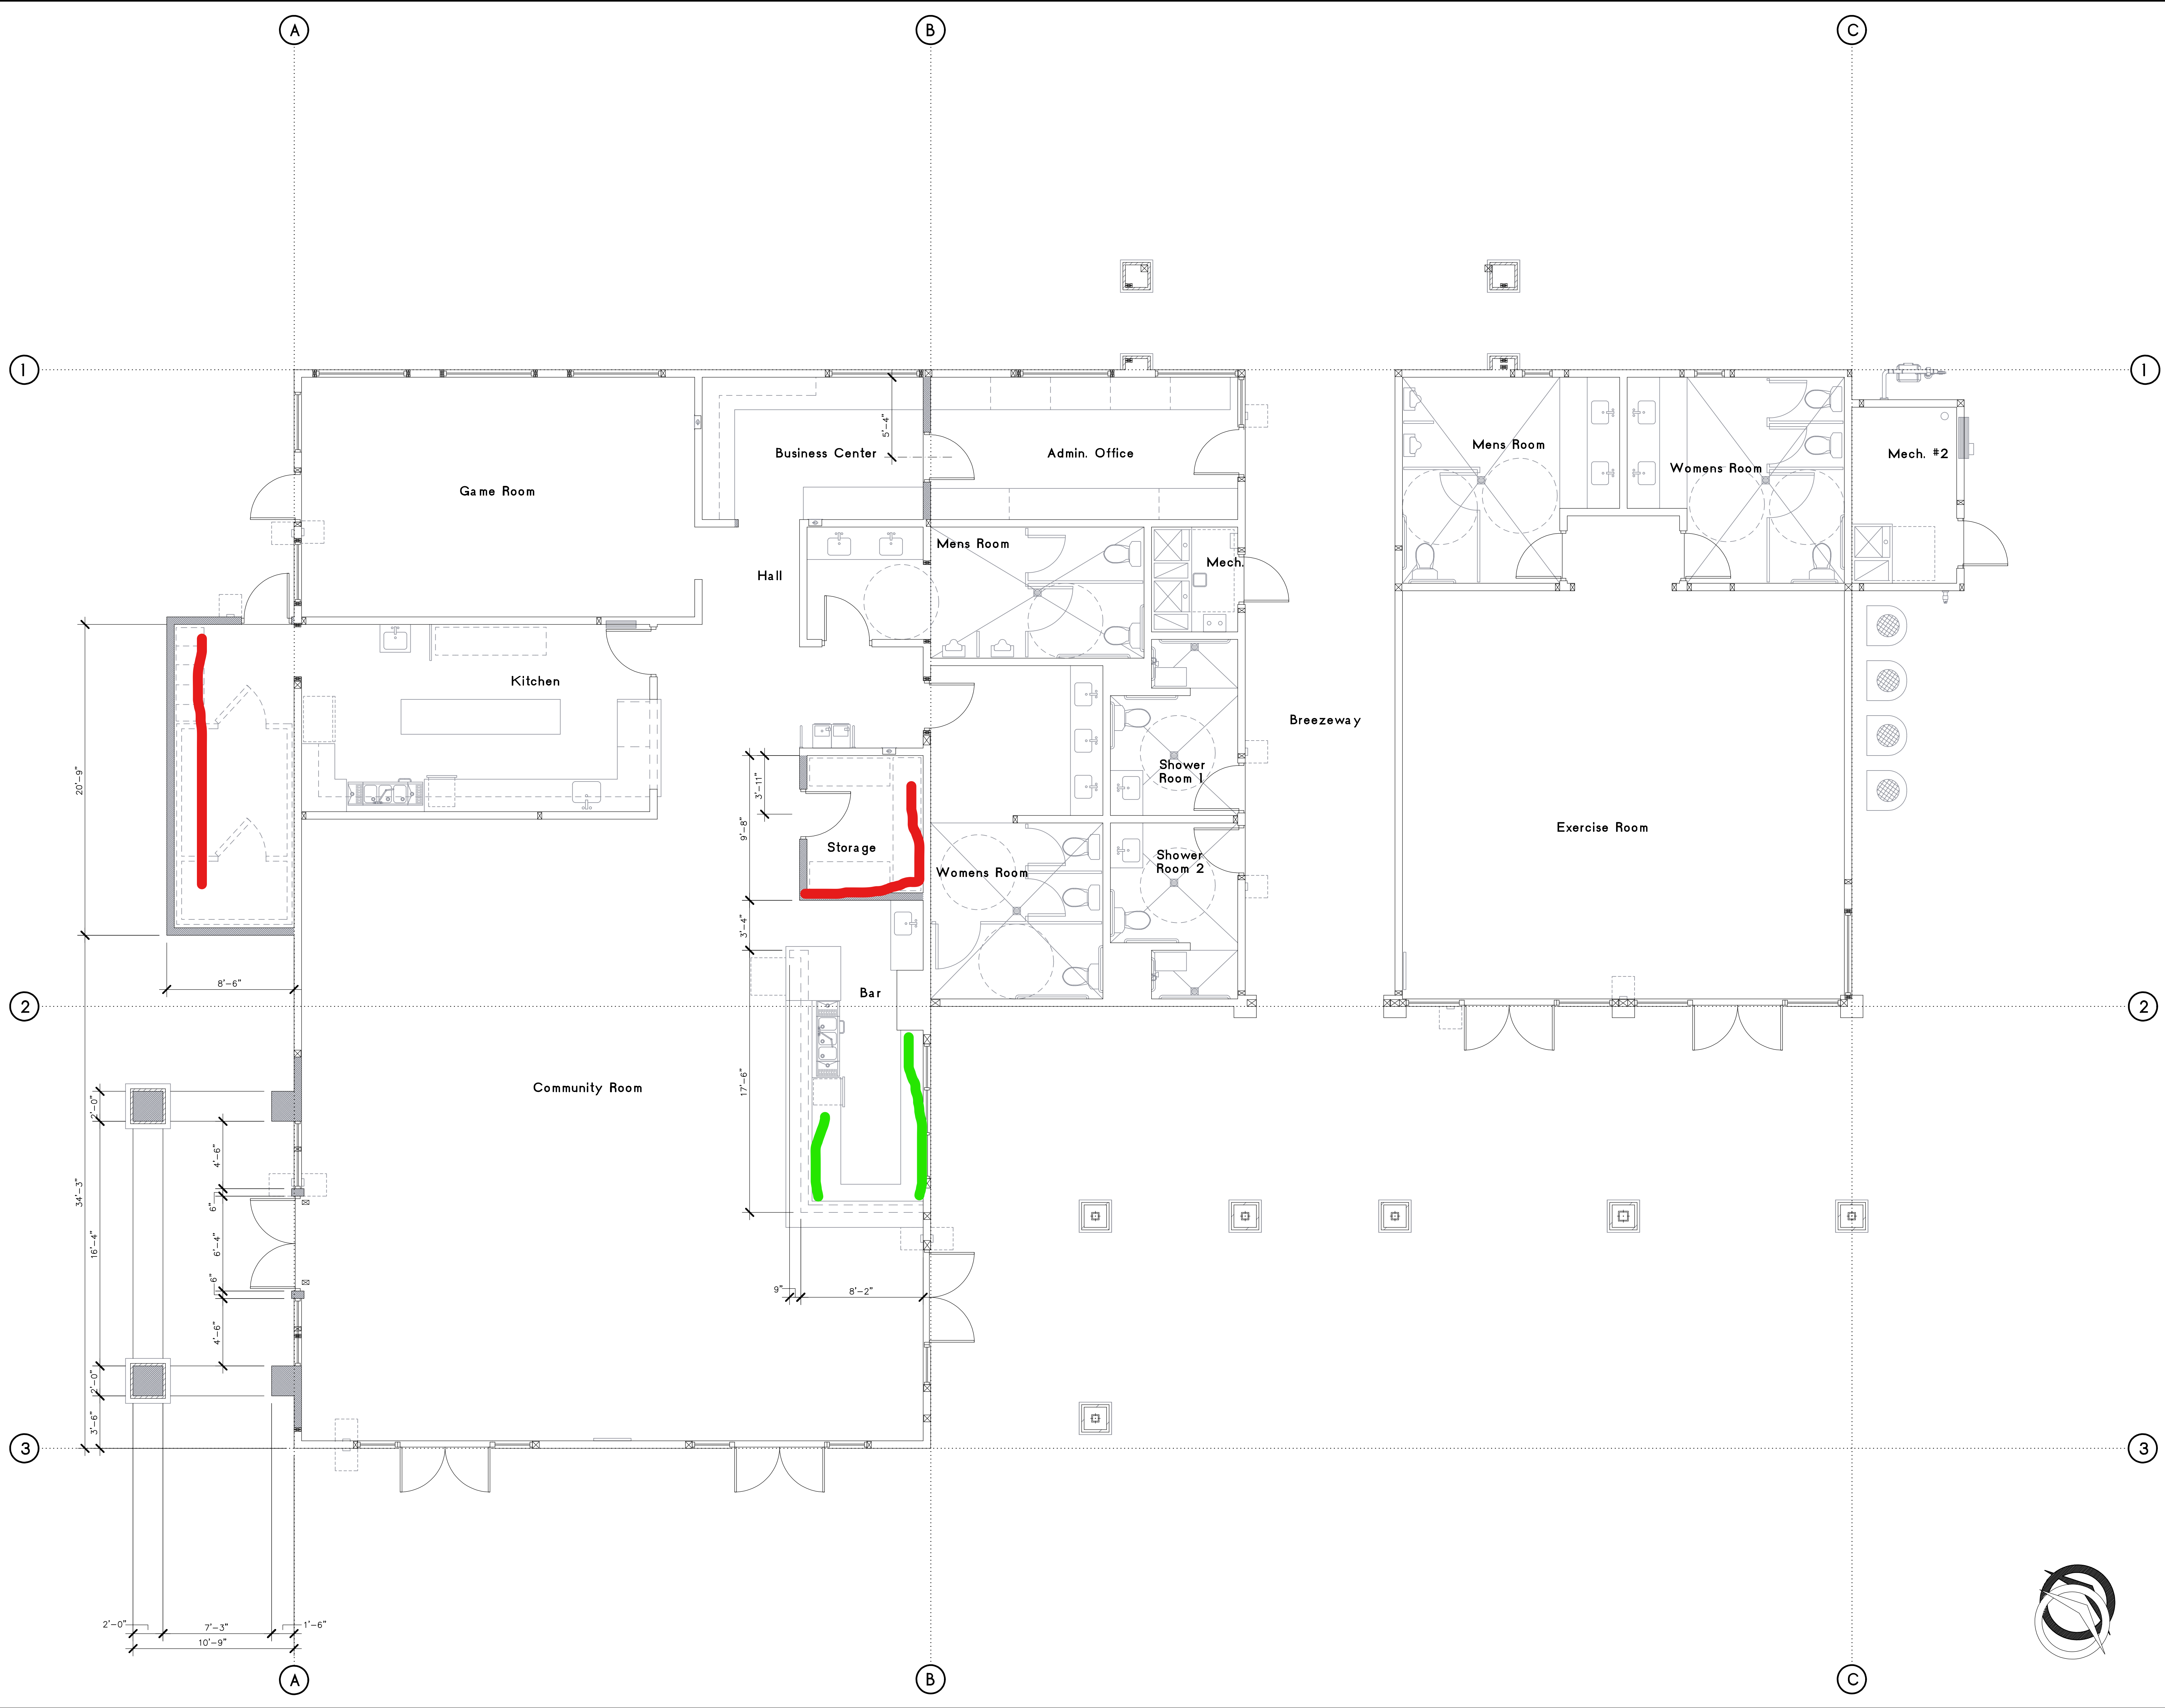 A
B
C
1
1
5'-4"
Business Center
Admin. Office
Mens Room
Womens Room
Mech. #2
Game Room
Mens Room
Hall
Mech.
Kitchen
Breezeway
20'-9"
3'-11"
Shower
Room 1
9'-8"
Storage
Exercise Room
Shower
Room 2
Womens Room
3'-4"
8'-6"
Bar
2
2
17'-6"
Community Room
2'-0"
4'-6"
34'-3"
6"
16'-4"
6'-4"
6"
9"
8'-2"
4'-6"
2'-0"
3'-6"
3
3
2'-0"
7'-3"
1'-6"
10'-9"
A
B
C